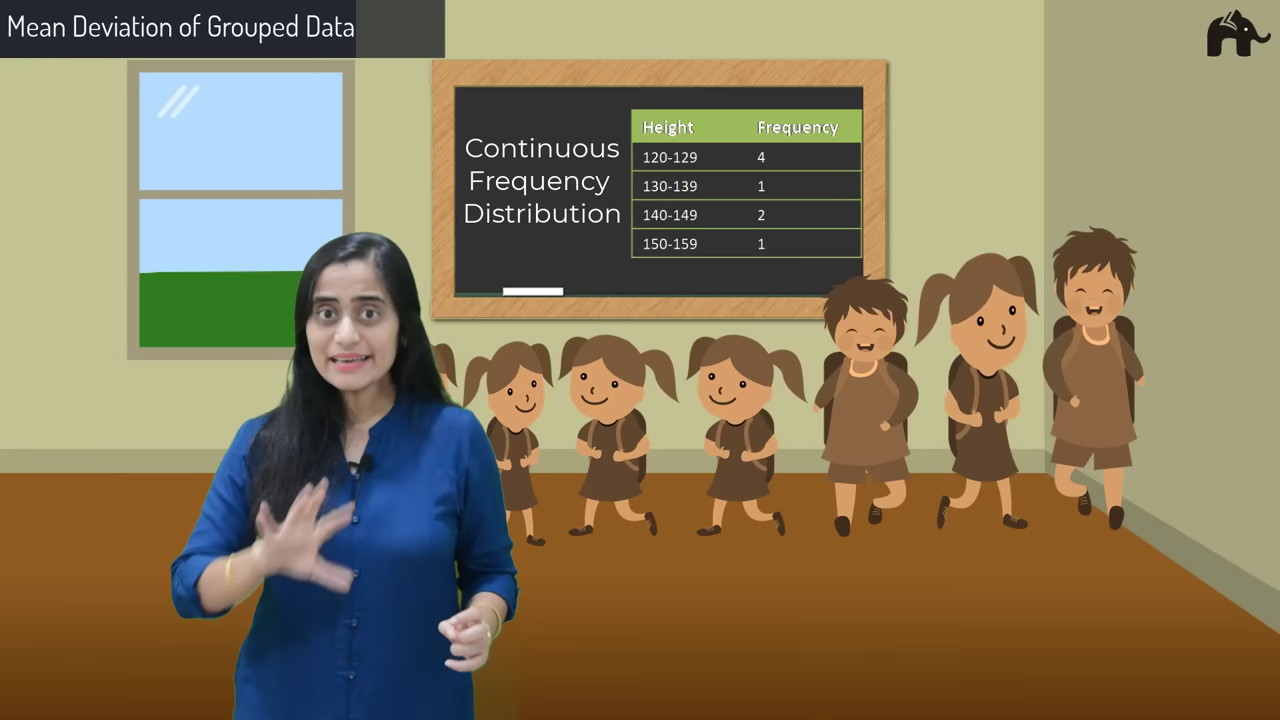 Mean Deviation of Grouped Data
Continuous
Frequency
Distribution
Height Frequency
120-129 4
130-139 1
140-149 2
150-159 1